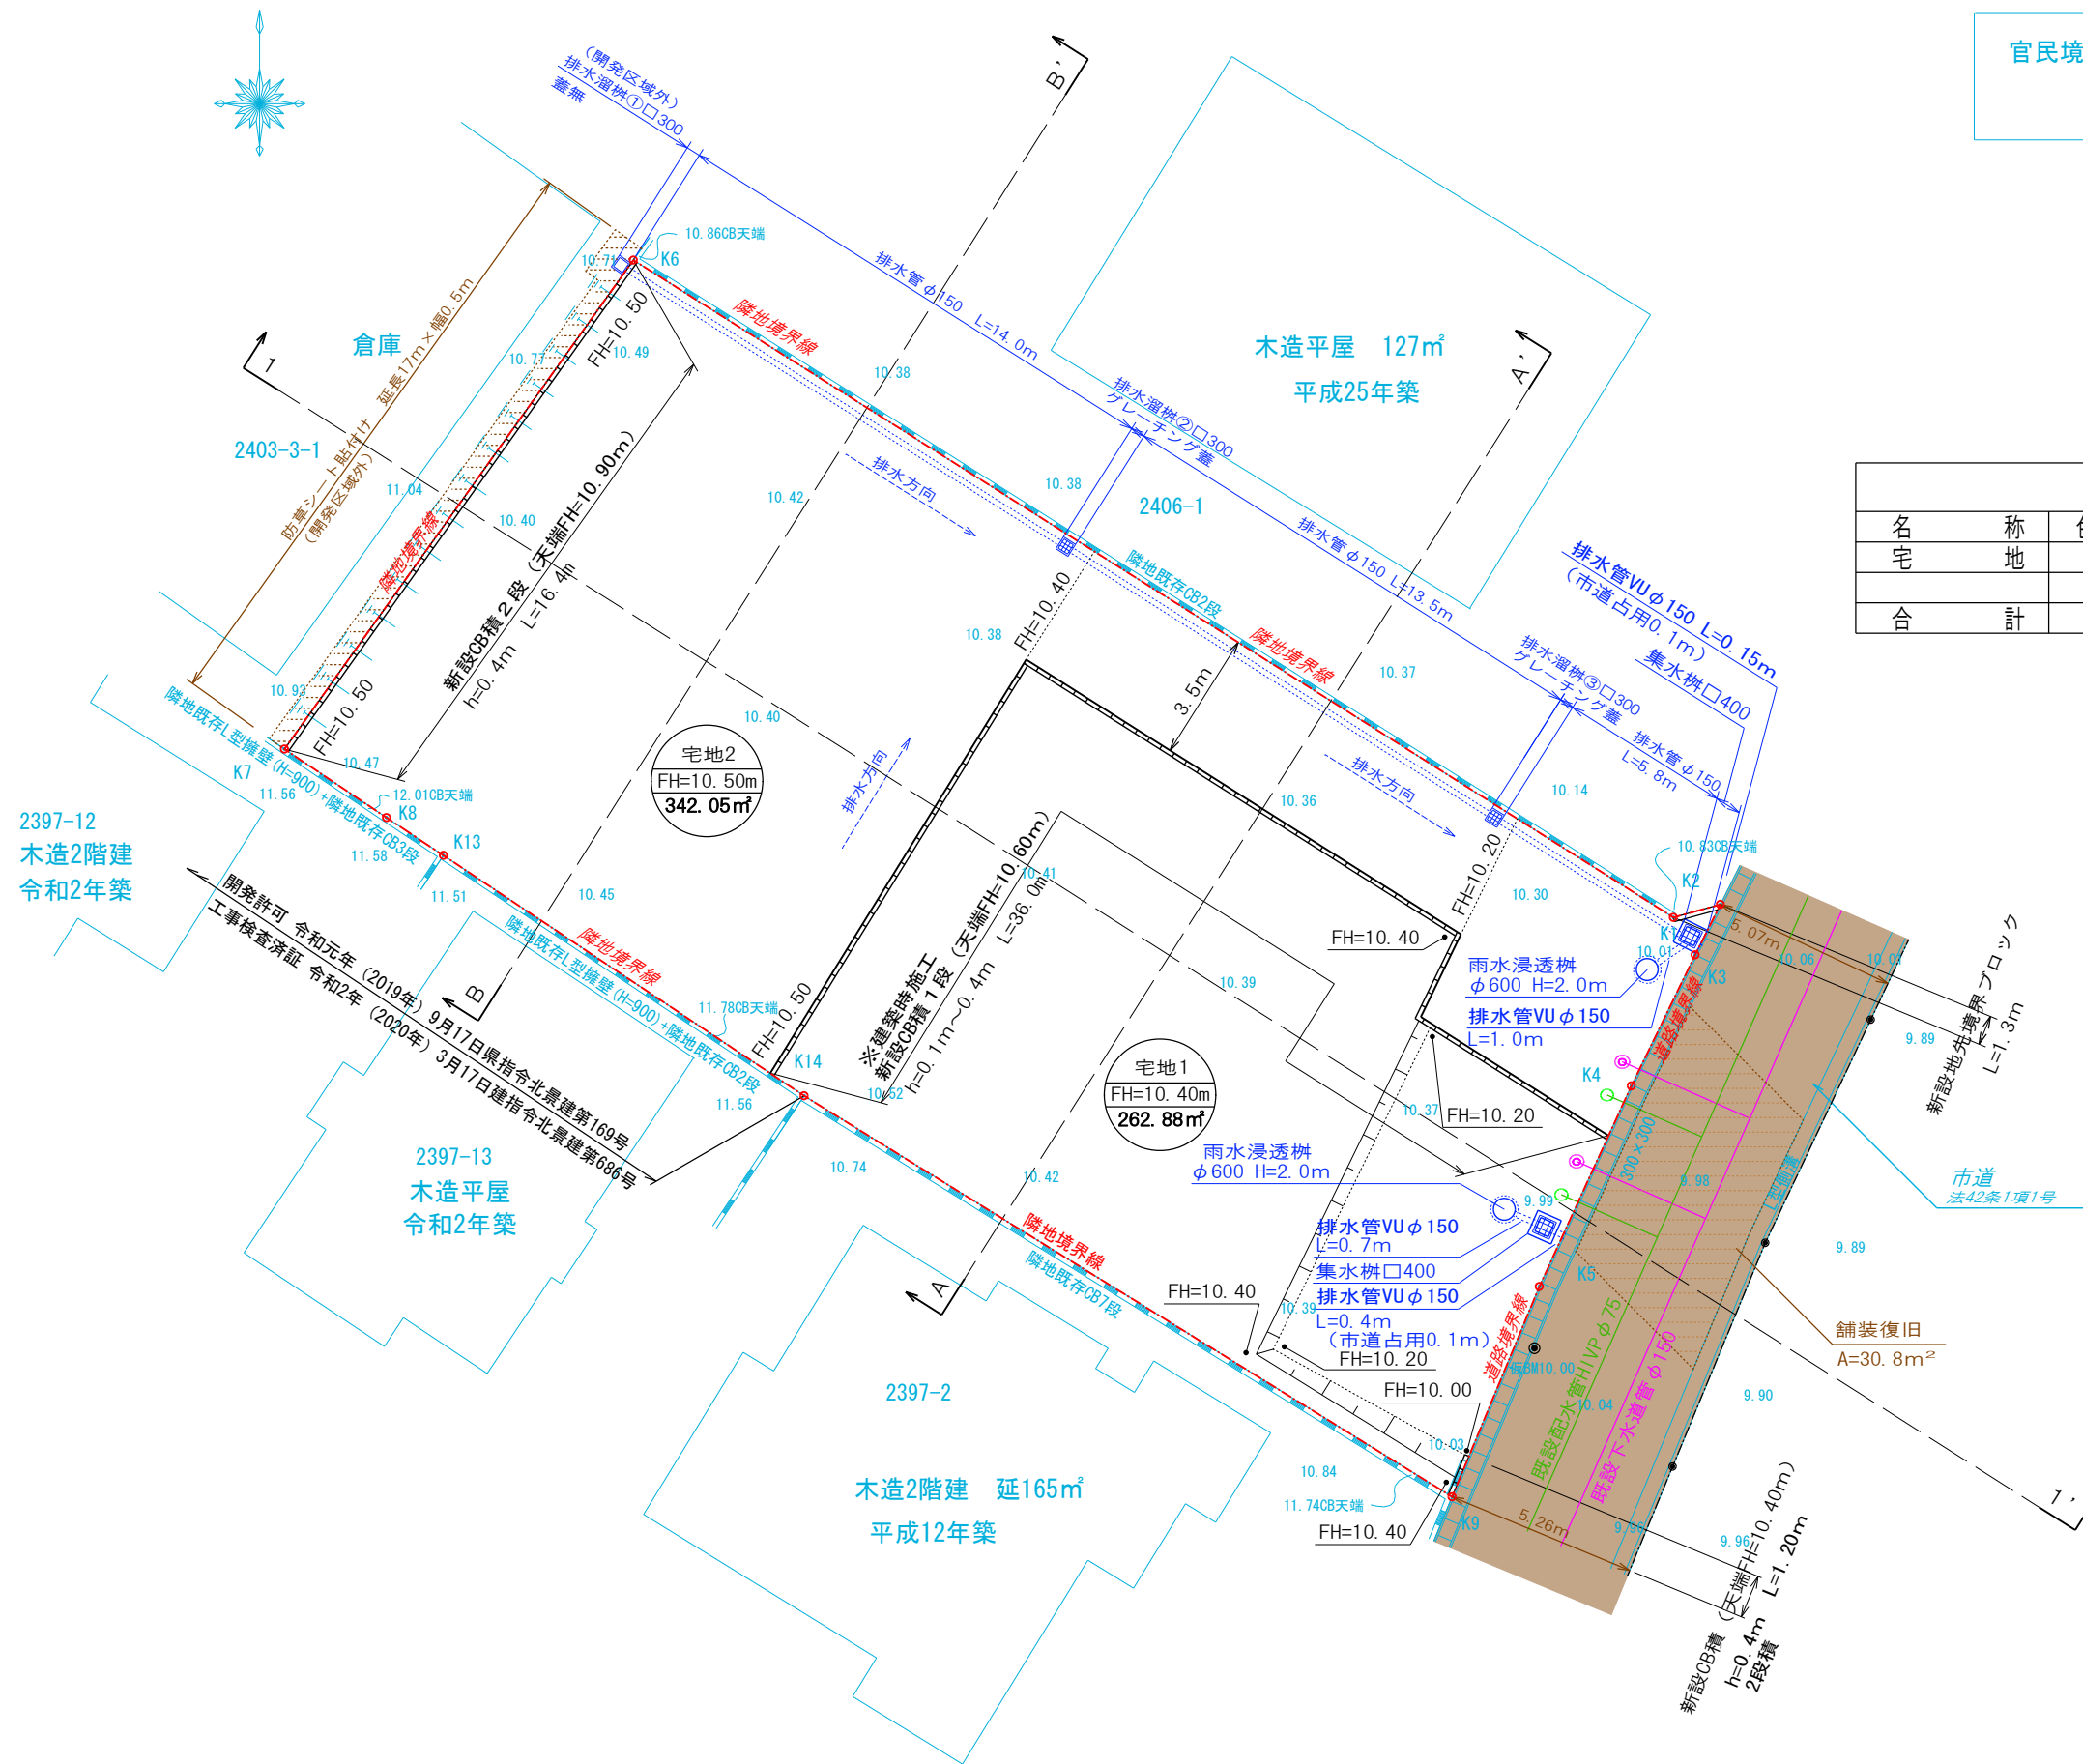 官民境
(開発区域外)
排水溜桝①□300
蓋無
B'
10.86CB天端
K6
10.71
排水管φ150 L=14.0m
隣地境界線
木造平屋 127㎡
平成25年築
A'
倉庫
1
2403-3-1
防草シート貼付け 延長17m×幅0.5m
(開発区域外)
11.04
10.77
FH=10.50
10.49
10.38
10.42
10.38
10.40
隣地境界線
新設CB積2段 (天端FH=10.90m)
h=0.4m L=16.4m
排水方向
排水溜桝②□300
グレーチング蓋
2406-1
隣地既存CB2段
排水管φ150 L=13.5m
名 称
宅 地
合 計
排水管VUφ150 L=0.15m
(市道占用0.1m)
集水桝□400
排水溜桝③□300
グレーチング蓋
排水管φ150
L=5.8m
10.93
FH=10.50
隣地既存L型擁壁(H=900)+隣地既存CB3段
K7
10.47
11.56
12.01CB天端
K8
11.58
K13
11.51
宅地2
FH=10.50m
342.05㎡
10.40
10.38
FH=10.40
3.5m
隣地境界線
10.37
10.36
10.14
排水方向
排水方向
10.83CB天端
K2
K1
10.01
K3
5.07m
10.06
10.03
9.89
新設地先境界ブロック
L=1.3m
2397-12
木造2階建
令和2年築
開発許可 令和元年 (2019年) 9月17日県指令北景建第169号
工事検査済証 令和2年 (2020年) 3月17日建指令北景建第686号
10.45
隣地境界線
隣地既存L型擁壁(H=900)+隣地既存CB2段
11.78CB天端
B
FH=10.50
K14
11.56
10.52
※建築時施工
新設CB積1段 (天端FH=10.60m)
h=0.1m~0.4m L=36.0m
10.41
10.39
FH=10.40
FH=10.20
10.30
雨水浸透桝
φ600 H=2.0m
排水管VUφ150
L=1.0m
道路境界線
K4
宅地1
FH=10.40m
262.88㎡
10.37
FH=10.20
300×300
9.98
L型側溝
市道
法42条1項1号
9.89
2397-13
木造平屋
令和2年築
10.74
10.42
雨水浸透桝
φ600 H=2.0m
9.99
排水管VUφ150
L=0.7m
集水桝□400
排水管VUφ150
L=0.4m
(市道占用0.1m)
K5
隣地境界線
隣地既存CB7段
A
FH=10.40
10.39
FH=10.20
FH=10.00
道路境界線
仮BM10.00
既設配水管HIVPφ75
既設下水道管φ150
10.04
舗装復旧
A=30.8m²
9.90
2397-2
木造2階建 延165㎡
平成12年築
10.03
10.84
11.74CB天端
FH=10.40
K9
5.26m
9.96
1'
新設CB積 (天端FH=10.40m)
h=0.4m L=1.20m
2段積